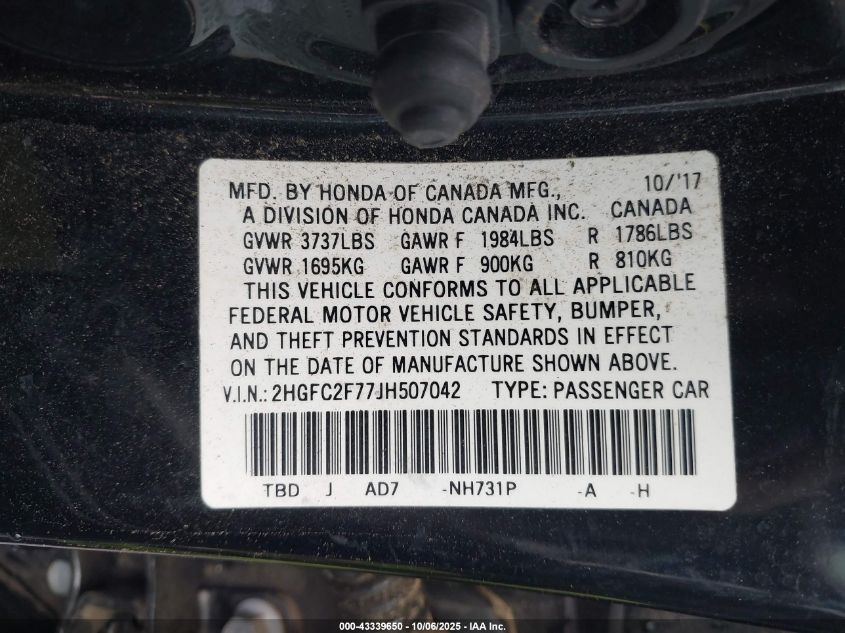 MFD. BY HONDA OF CANADA MFG., 10/'17
A DIVISION OF HONDA CANADA INC. CANADA
GVWR 3737LBS GAWR F 1984LBS R 1786LBS
GVWR 1695KG GAWR F 900KG R 810KG
THIS VEHICLE CONFORMS TO ALL APPLICABLE
FEDERAL MOTOR VEHICLE SAFETY, BUMPER,
AND THEFT PREVENTION STANDARDS IN EFFECT
ON THE DATE OF MANUFACTURE SHOWN ABOVE.
V.I.N.: 2HGFC2F77JH507042 TYPE: PASSENGER CAR
TBD J AD7 -NH731P -A -H
000-43339650 - 10/06/2025 - IAA Inc.